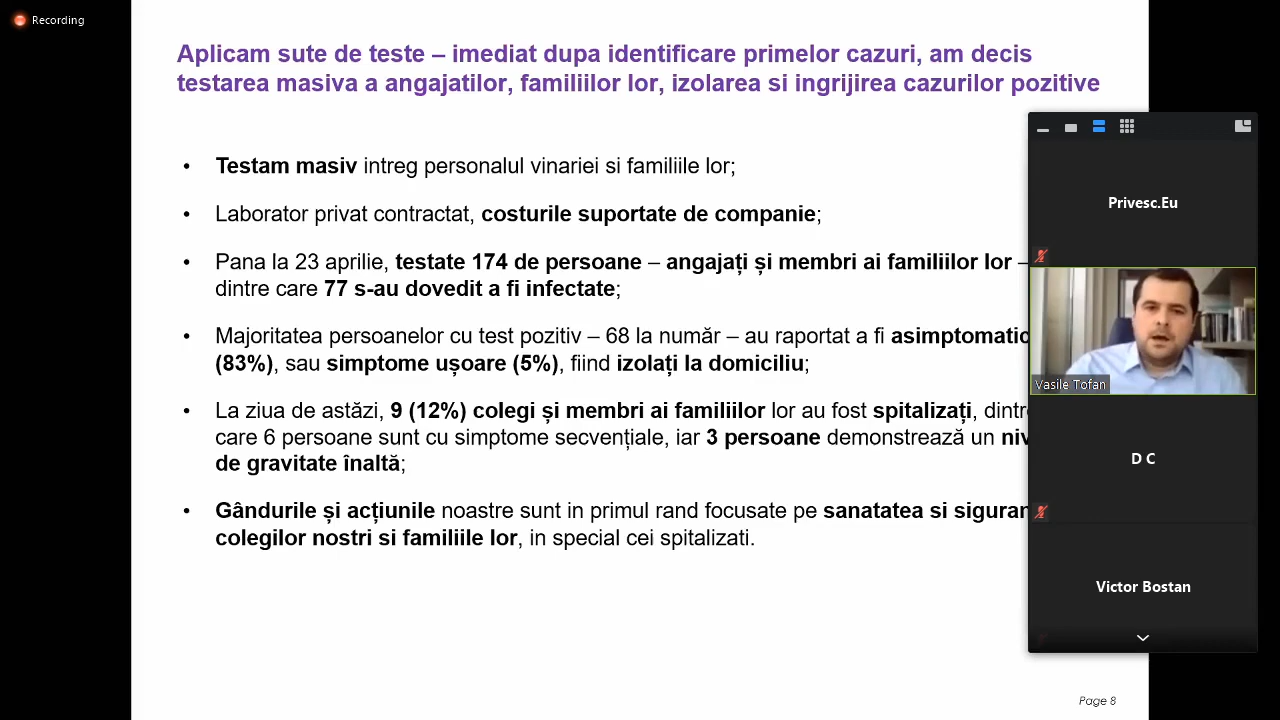 Recording
Aplicam sute de teste – imediat dupa identificare primelor cazuri, am decis
testarea masiva a angajatilor, familiilor lor, izolarea si ingrijirea cazurilor pozitive
• Testam masiv intreg personalul vinariei si familiile lor;
• Laborator privat contractat, costurile suportate de companie;
• Pana la 23 aprilie, testate 174 de persoane – angajați și membri ai familiilor lor –
dintre care 77 s-au dovedit a fi infectate;
• Majoritatea persoanelor cu test pozitiv – 68 la număr – au raportat a fi asimptomatic
(83%), sau simptome ușoare (5%), fiind izolați la domiciliu;
• La ziua de astăzi, 9 (12%) colegi și membri ai familiilor lor au fost spitalizați, dintre
care 6 persoane sunt cu simptome secvențiale, iar 3 persoane demonstrează un niv
de gravitate înaltă;
• Gândurile și acțiunile noastre sunt in primul rand focusate pe sanatatea si siguran
colegilor nostri si familiile lor, in special cei spitalizati.
Page 8
Privesc.Eu
Vasile Tofan
D C
Victor Bostan